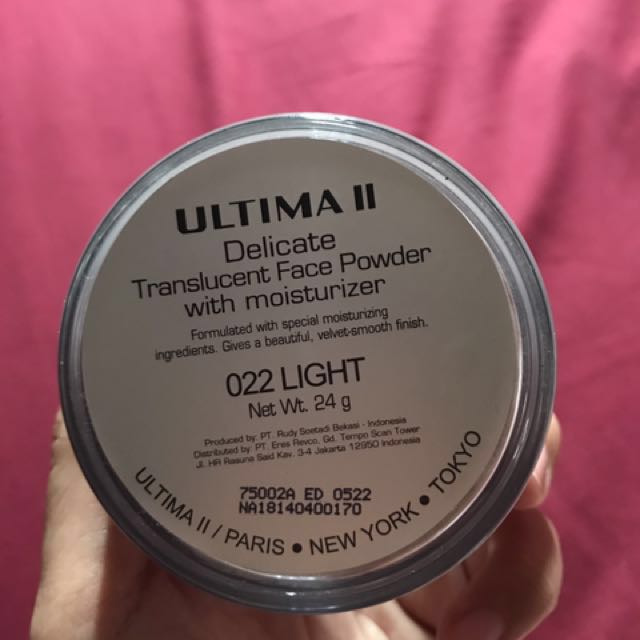 ULTIMA II
Delicate
Translucent Face Powder
with moisturizer
Formulated with special moisturizing
ingredients. Gives a beautiful, velvet-smooth finish.
022 LIGHT
Net Wt. 24 g
Produced by: PT. Rudy Soetadi Bekasi - Indonesia
Distributed by: PT. Eres Revco, Gd. Tempo Scan Tower
Jl. HR Rasuna Said Kav. 3-4 Jakarta 12950 Indonesia
75002A ED 0522
NA18140400170
ULTIMA II / PARIS • NEW YORK • TOKYO